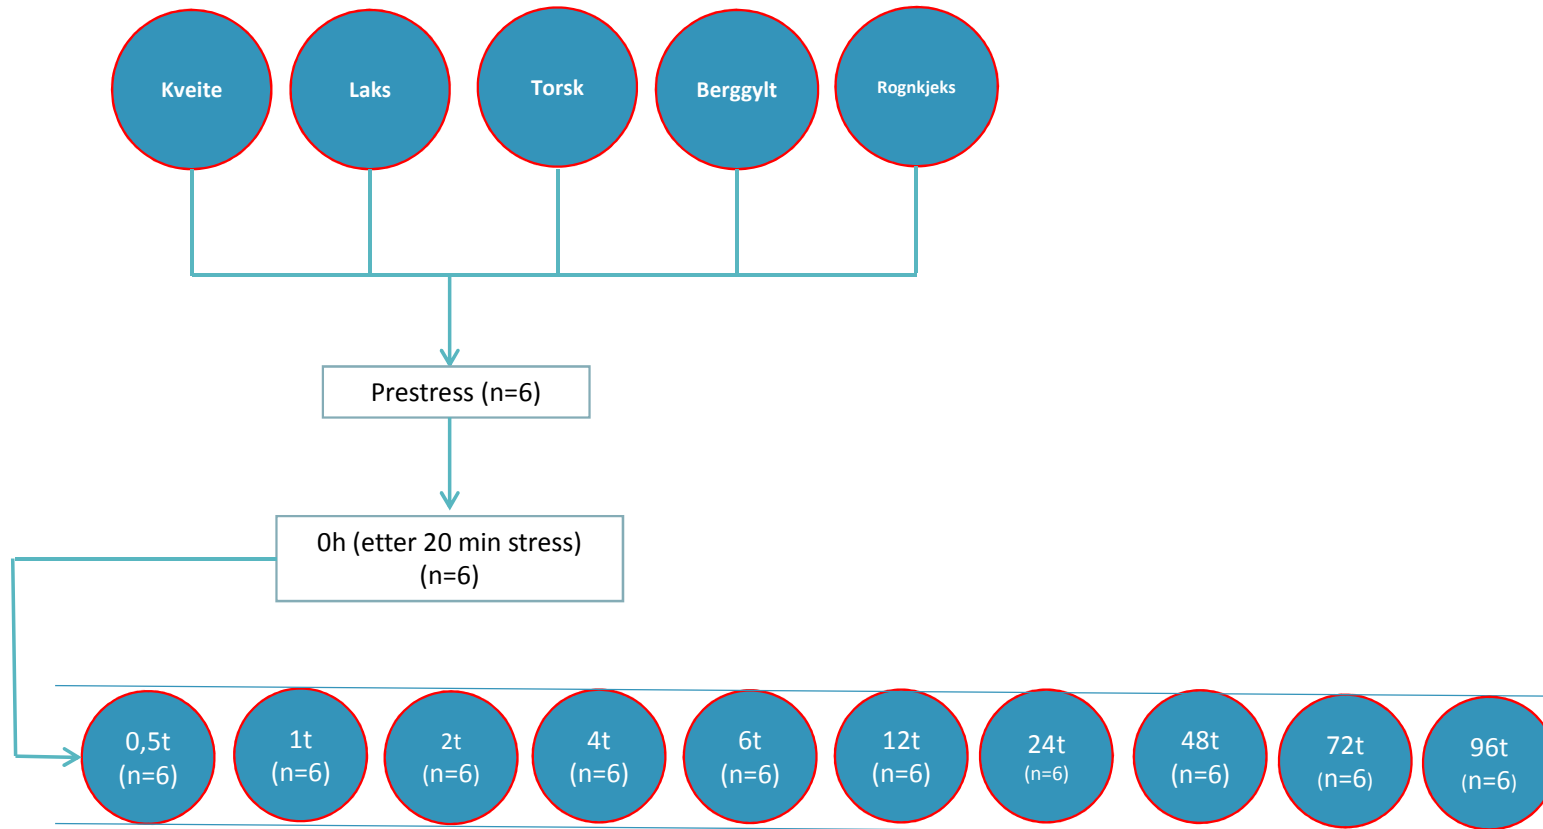 Kveite
Laks
Torsk
Berggylt
Rognkjeks
Prestress (n=6)
0h (etter 20 min stress)
(n=6)
0,5t
(n=6)
1t
(n=6)
2t
(n=6)
4t
(n=6)
6t
(n=6)
12t
(n=6)
24t
(n=6)
48t
(n=6)
72t
(n=6)
96t
(n=6)